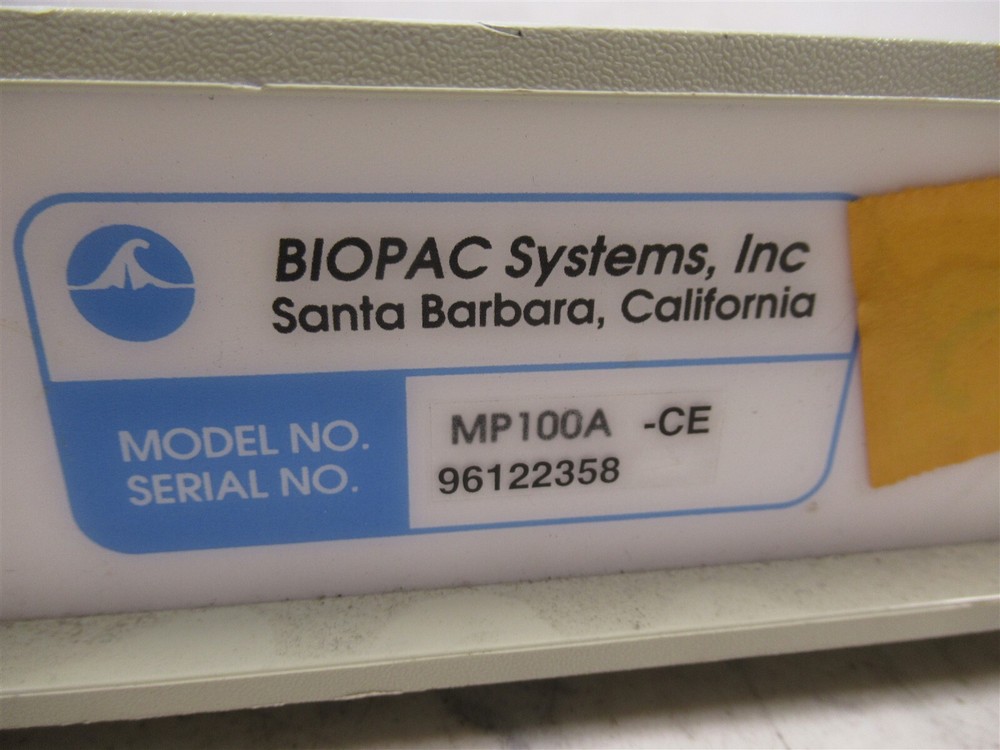 BIOPAC Systems, Inc
Santa Barbara, California
MODEL NO. MP100A -CE
SERIAL NO. 96122358